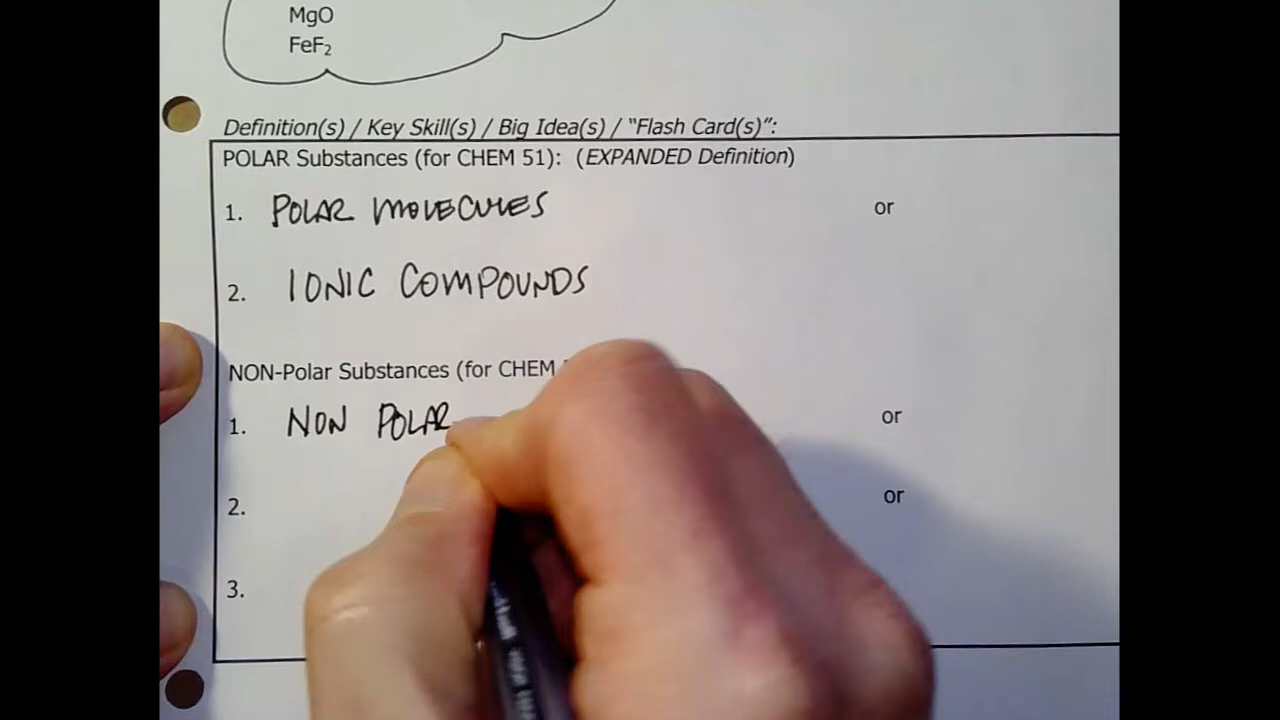 MgO
FeF₂
Definition(s) / Key Skill(s) / Big Idea(s) / "Flash Card(s)":
POLAR Substances (for CHEM 51): (EXPANDED Definition)
1. POLAR MOLECULES or
2. IONIC COMPOUNDS
NON-Polar Substances (for CHEM
1. NON POLAR or
2. or
3.